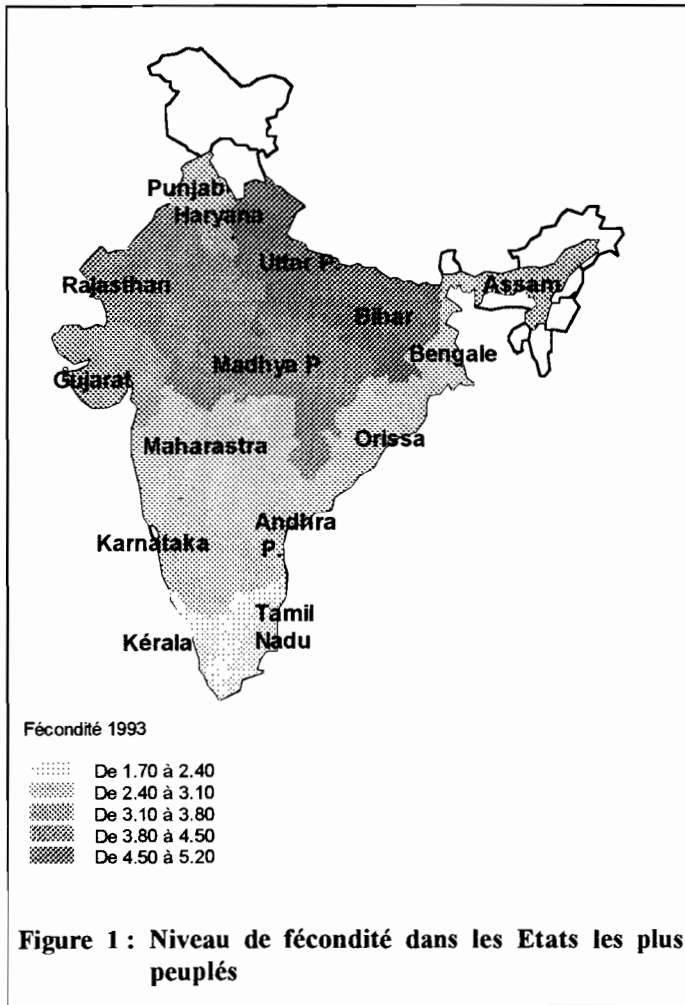 Punjab
Haryana
Uttar P.
Rajasthan
Assam
Bihar
Bengale
Madhya P
Gujarat
Maharastra
Orissa
Andhra
P.
Karnataka
Tamil
Nadu
Kérala
Fécondité 1993
De 1.70 à 2.40
De 2.40 à 3.10
De 3.10 à 3.80
De 3.80 à 4.50
De 4.50 à 5.20
Figure 1 : Niveau de fécondité dans les Etats les plus
peuplés